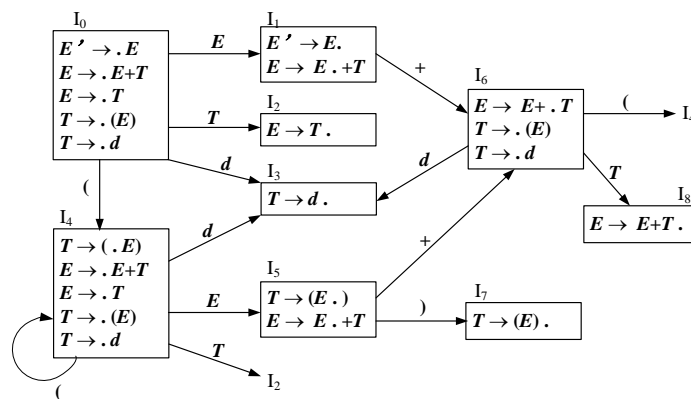 I0
E' → . E
E → . E+T
E → . T
T → . (E)
T → . d
E
I1
E' → E .
E → E . +T
+
T
I2
E → T .
d
I3
T → d .
(
I6
E → E+ . T
T → . (E)
T → . d
(
d
T
I8
E → E+T .
I4
T → ( . E)
E → . E+T
E → . T
T → . (E)
T → . d
d
E
T
I2
(
I5
T → (E . )
E → E . +T
+
)
I7
T → (E) .